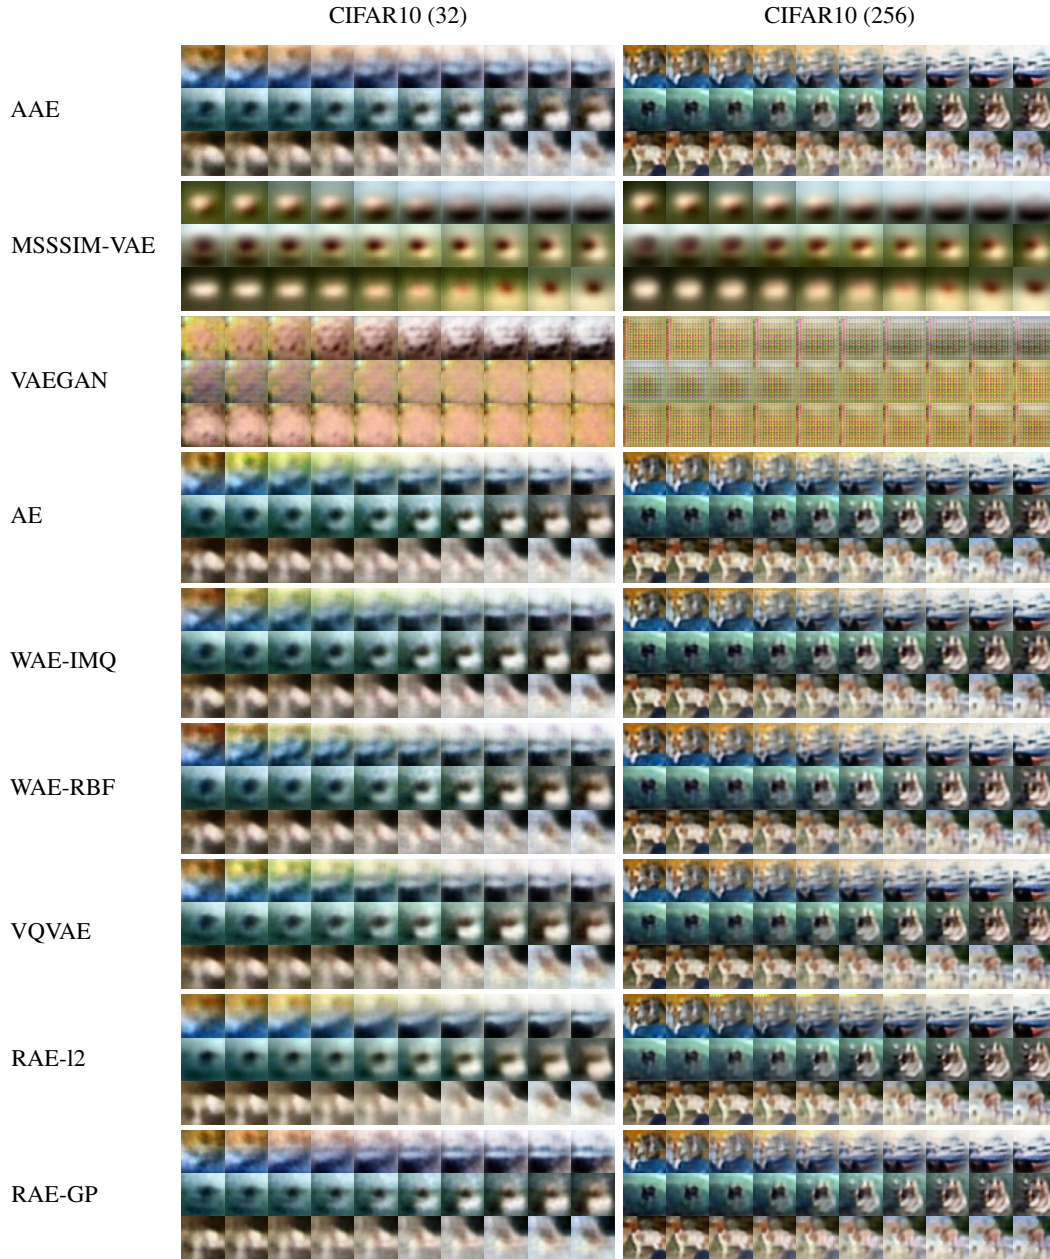 CIFAR10 (32) CIFAR10 (256)
AAE
MSSSIM-VAE
VAEGAN
AE
WAE-IMQ
WAE-RBF
VQVAE
RAE-l2
RAE-GP